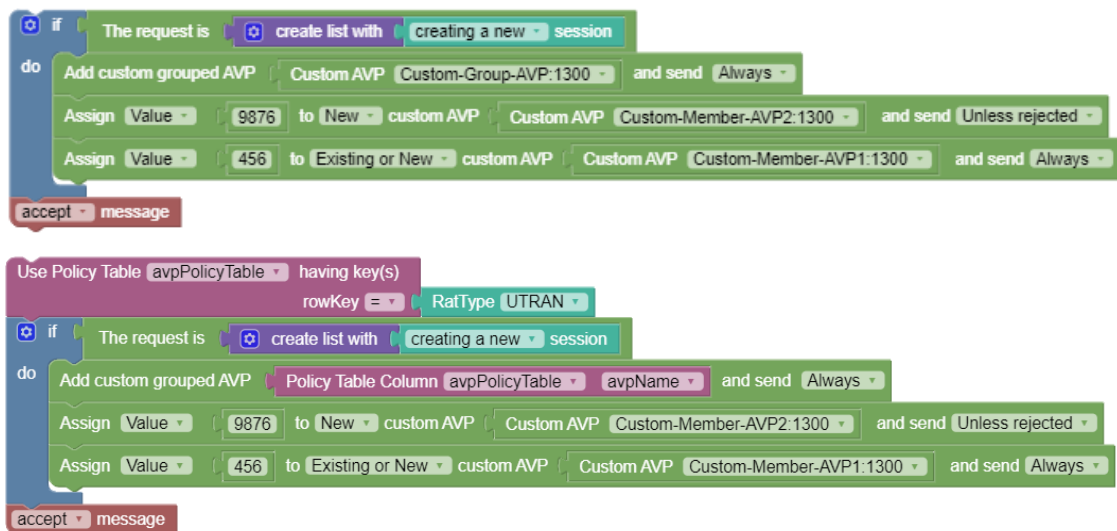 if The request is create list with creating a new session
do Add custom grouped AVP Custom AVP Custom-Group-AVP:1300 and send Always
Assign Value 9876 to New custom AVP Custom AVP Custom-Member-AVP2:1300 and send Unless rejected
Assign Value 456 to Existing or New custom AVP Custom AVP Custom-Member-AVP1:1300 and send Always
accept message
Use Policy Table avpPolicyTable having key(s)
rowKey = RatType UTRAN
if The request is create list with creating a new session
do Add custom grouped AVP Policy Table Column avpPolicyTable avpName and send Always
Assign Value 9876 to New custom AVP Custom AVP Custom-Member-AVP2:1300 and send Unless rejected
Assign Value 456 to Existing or New custom AVP Custom AVP Custom-Member-AVP1:1300 and send Always
accept message